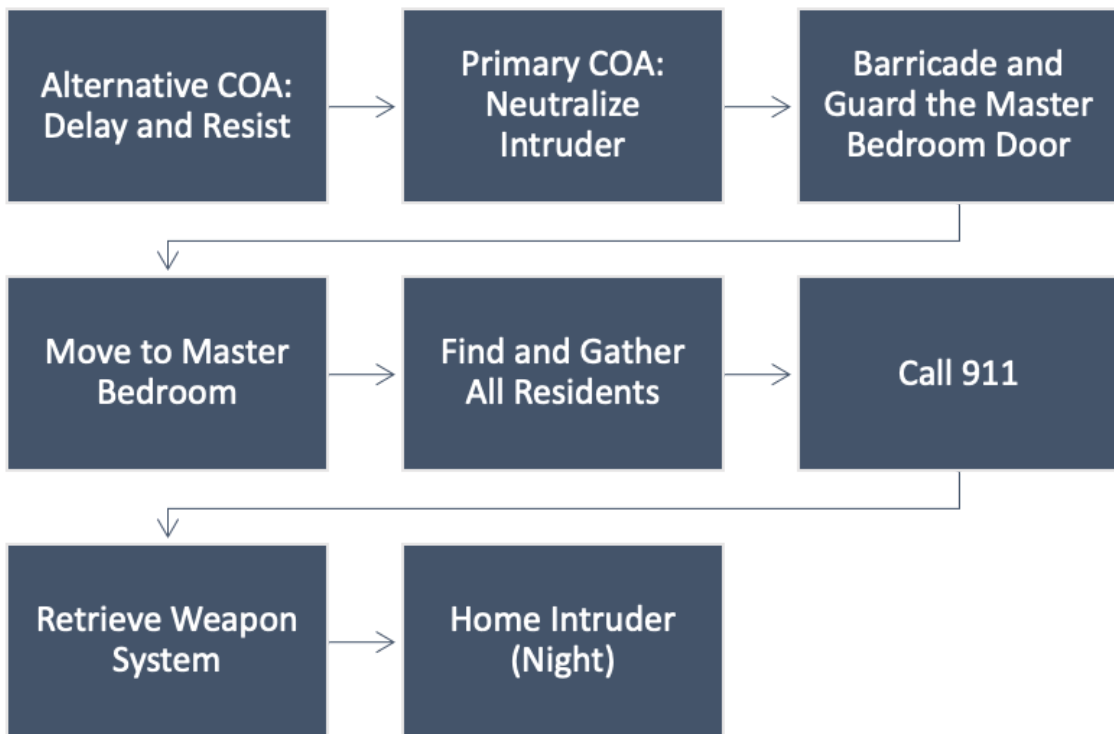 Alternative COA:
Delay and Resist
Primary COA:
Neutralize
Intruder
Barricade and
Guard the Master
Bedroom Door
Move to Master
Bedroom
Find and Gather
All Residents
Call 911
Retrieve Weapon
System
Home Intruder
(Night)